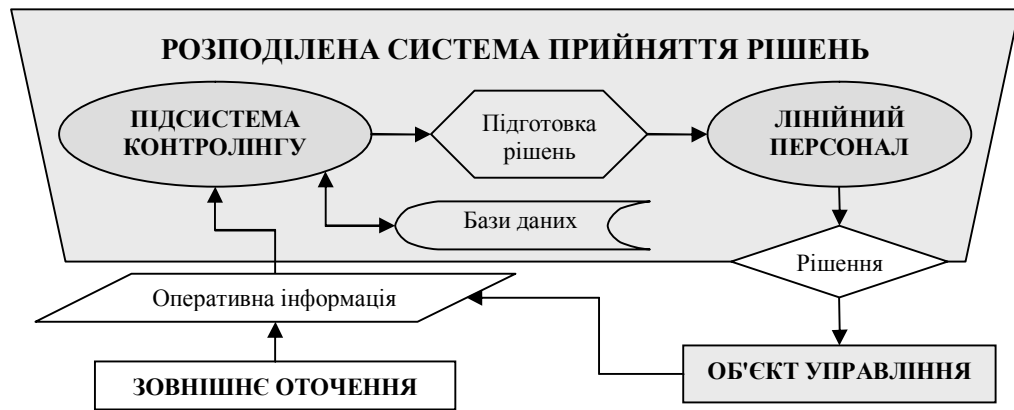 РОЗПОДІЛЕНА СИСТЕМА ПРИЙНЯТТЯ РІШЕНЬ
ПІДСИСТЕМА
КОНТРОЛІНГУ
Підготовка
рішень
ЛІНІЙНИЙ
ПЕРСОНАЛ
Бази даних
Рішення
Оперативна інформація
ЗОВНІШНЄ ОТОЧЕННЯ
ОБ'ЄКТ УПРАВЛІННЯ